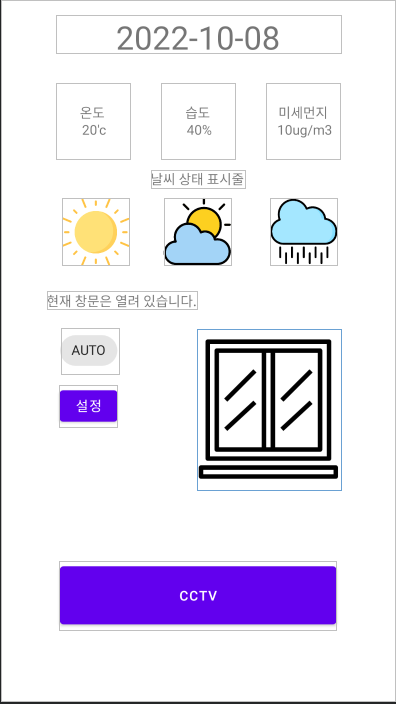 2022-10-08
온도
20'c
습도
40%
미세먼지
10ug/m3
날씨 상태 표시줄
현재 창문은 열려 있습니다.
AUTO
설정
CCTV